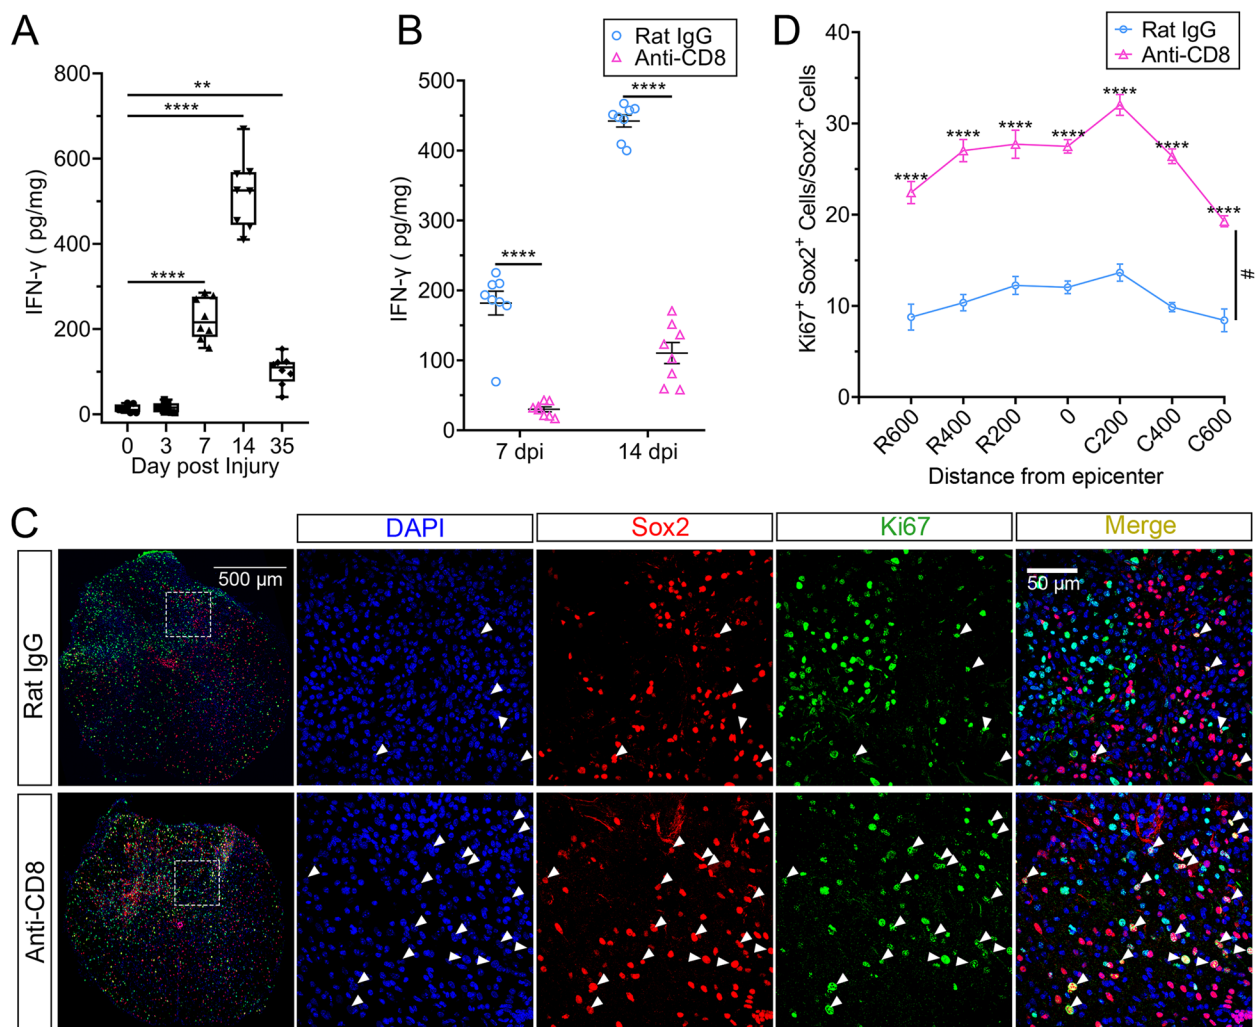 A
IFN-γ ( pg/mg)
800
600
400
200
0
**
****
****
0 3 7 14 35
Day post Injury
B
Rat IgG
Anti-CD8
IFN-γ ( pg/mg)
500
400
300
200
100
0
****
****
7 dpi 14 dpi
D
Rat IgG
Anti-CD8
Ki67⁺ Sox2⁺ Cells/Sox2⁺ Cells
40
30
20
10
0
****
****
****
****
****
****
****
#
R600 R400 R200 0 C200 C400 C600
Distance from epicenter
C
DAPI Sox2 Ki67 Merge
Rat IgG
500 μm
50 μm
Anti-CD8